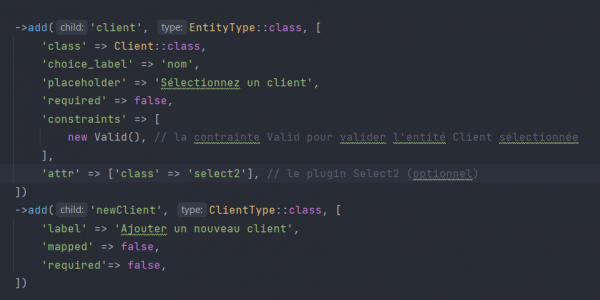 ->add( child: 'client', type: EntityType::class, [
'class' => Client::class,
'choice_label' => 'nom',
'placeholder' => 'Sélectionnez un client',
'required' => false,
'constraints' => [
new Valid(), // la contrainte Valid pour valider l'entité Client sélectionnée
],
'attr' => ['class' => 'select2'], // le plugin Select2 (optionnel)
])
->add( child: 'newClient', type: ClientType::class, [
'label' => 'Ajouter un nouveau client',
'mapped' => false,
'required'=> false,
])